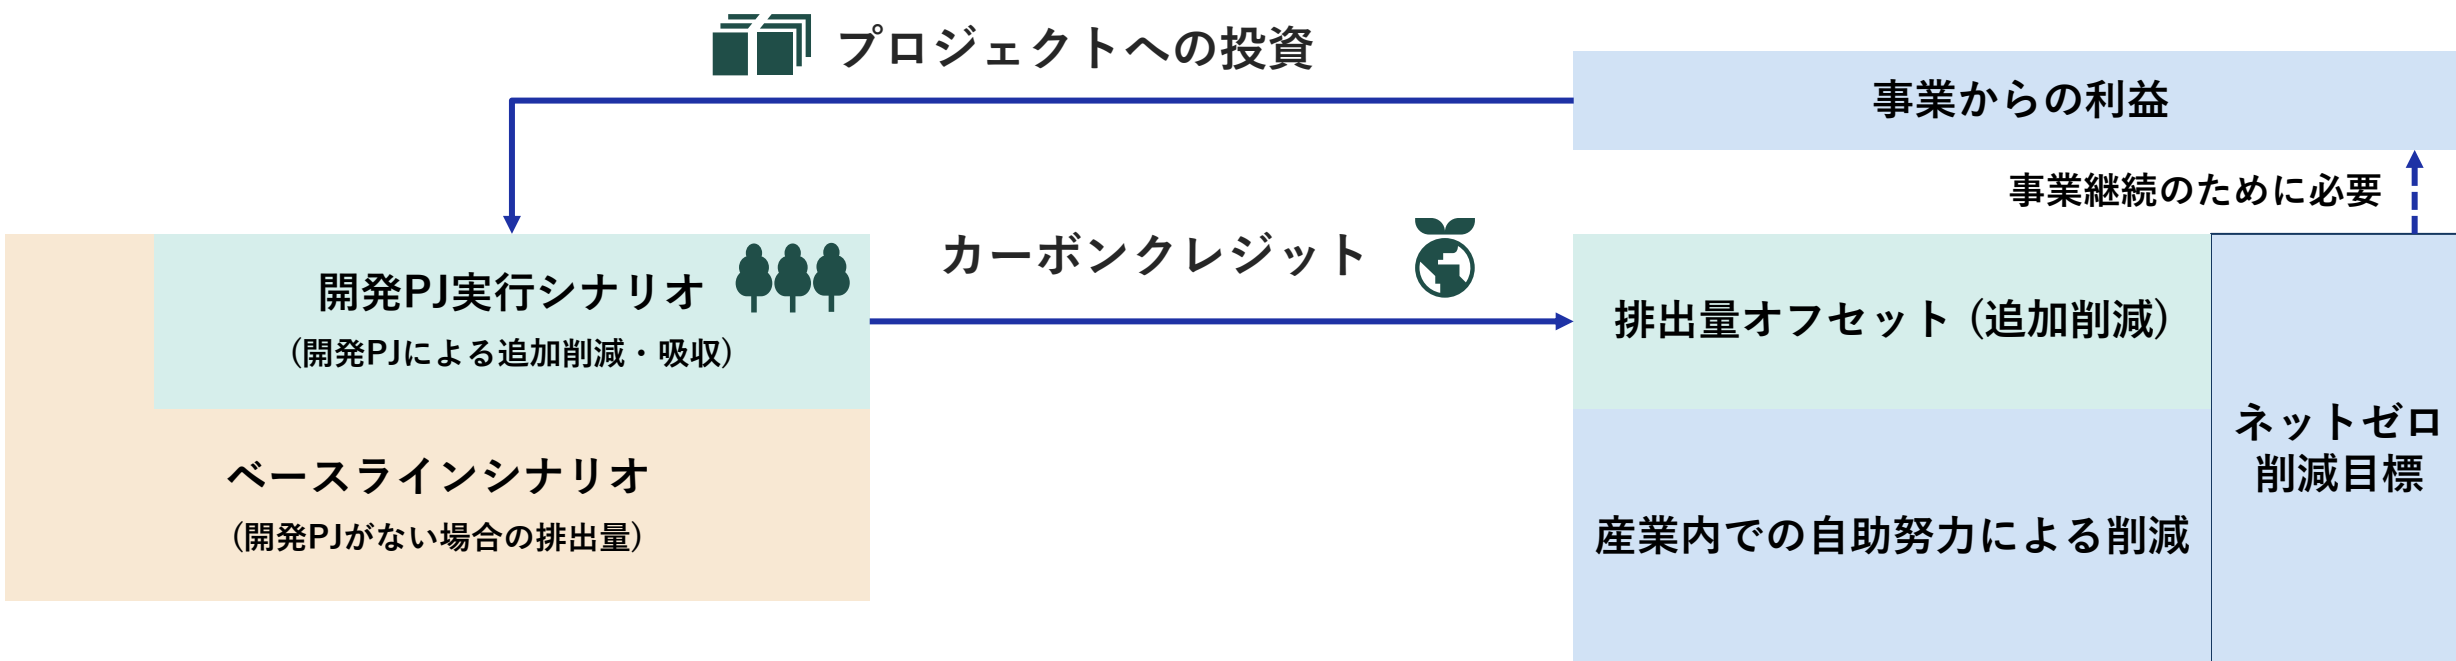 プロジェクトへの投資
事業からの利益
事業継続のために必要
カーボンクレジット
開発PJ実行シナリオ
(開発PJによる追加削減・吸収)
排出量オフセット (追加削減)
ベースラインシナリオ
(開発PJがない場合の排出量)
産業内での自助努力による削減
ネットゼロ
削減目標